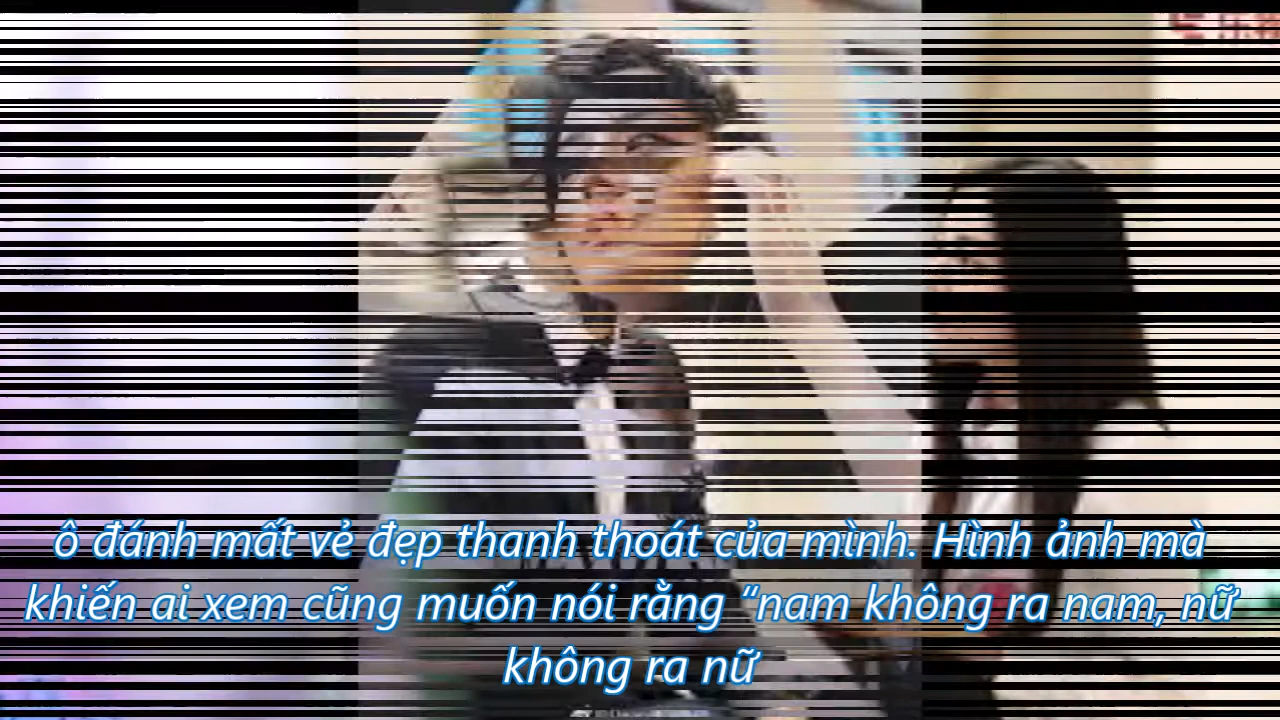 ô đánh mất vẻ đẹp thanh thoát của mình. Hình ảnh mà
khiến ai xem cũng muốn nói rằng “nam không ra nam, nữ
không ra nữ